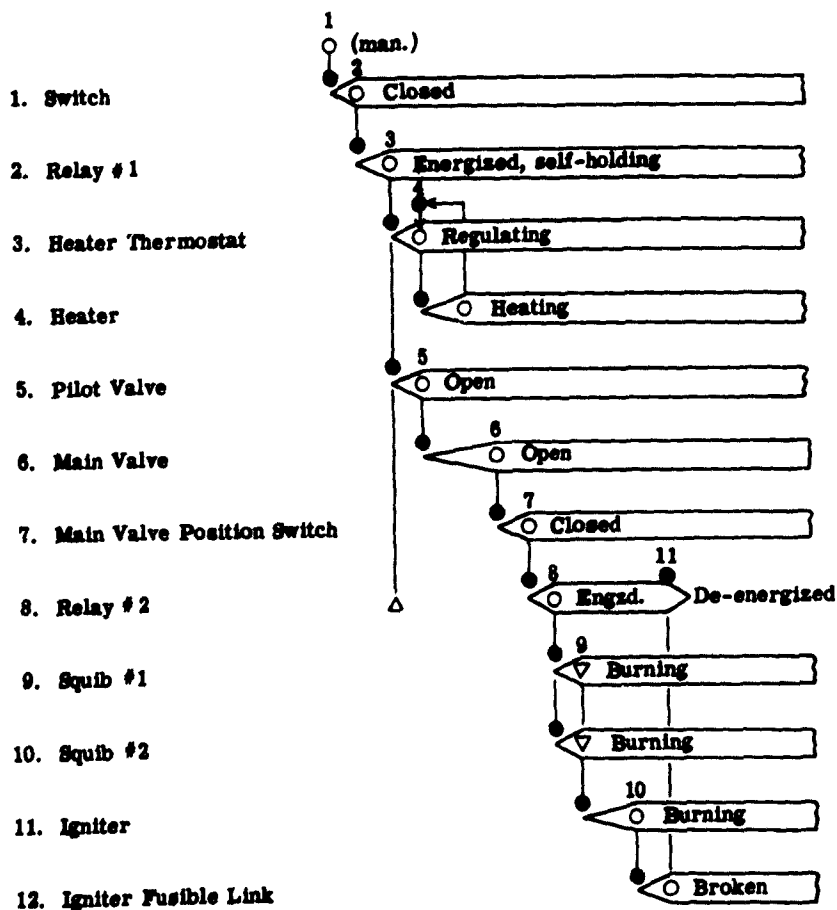 1
(man.)
2
1. Switch Closed
3
2. Relay #1 Energized, self-holding
4
3. Heater Thermostat Regulating
4. Heater Heating
5
5. Pilot Valve Open
6
6. Main Valve Open
7
7. Main Valve Position Switch Closed
11
8
8. Relay #2 Engzd. De-energized
9
9. Squib #1 Burning
10. Squib #2 Burning
10
11. Igniter Burning
12. Igniter Fusible Link Broken